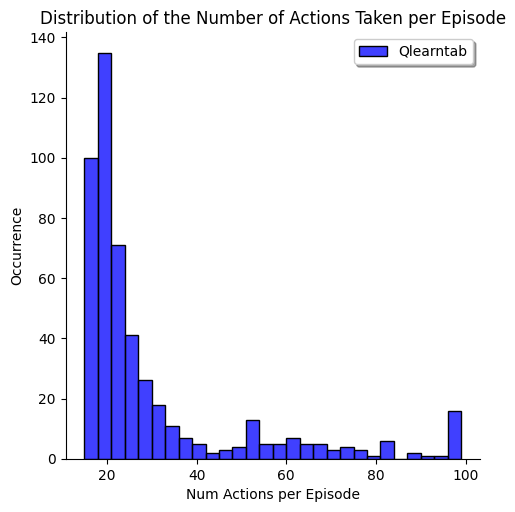 Distribution of the Number of Actions Taken per Episode
Qlearntab
140
120
100
80
60
40
20
0
Occurrence
20 40 60 80 100
Num Actions per Episode